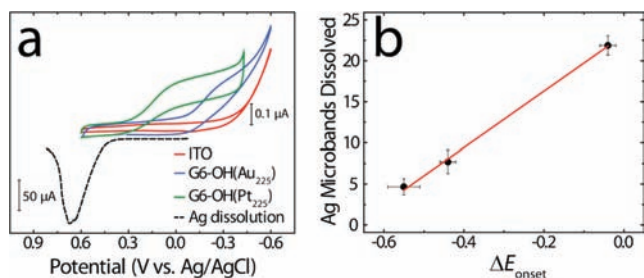 a
0.1 µA
50 µA
ITO
G6-OH(Au225)
G6-OH(Pt225)
Ag dissolution
0.9 0.6 0.3 0.0 -0.3 -0.6
Potential (V vs. Ag/AgCl)
b
Ag Microbands Dissolved
25
20
15
10
5
0
-0.6 -0.4 -0.2 0.0
ΔEonset